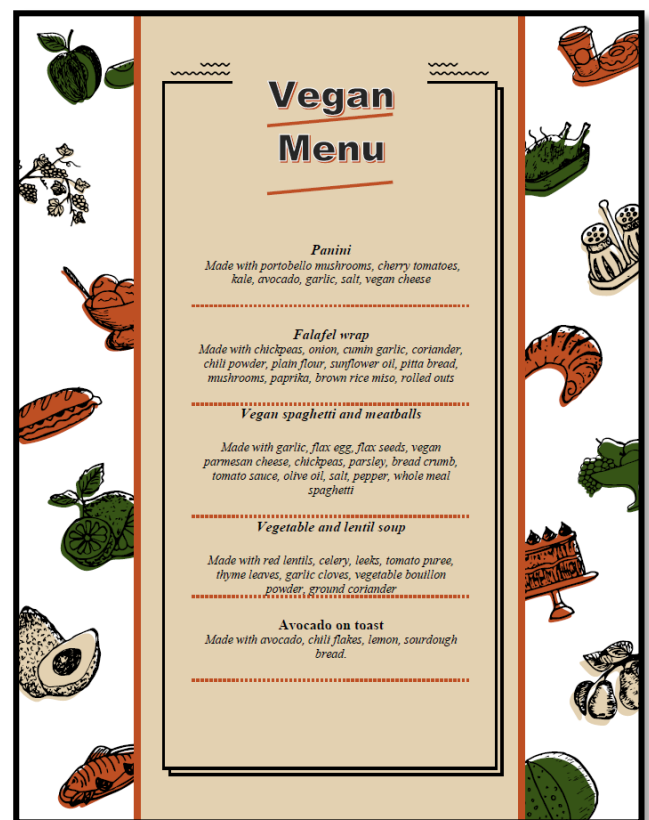 Vegan
Menu
Panini
Made with portobello mushrooms, cherry tomatoes,
kale, avocado, garlic, salt, vegan cheese
Falafel wrap
Made with chickpeas, onion, cumin garlic, coriander,
chili powder, plain flour, sunflower oil, pitta bread,
mushrooms, paprika, brown rice miso, rolled outs
Vegan spaghetti and meatballs
Made with garlic, flax egg, flax seeds, vegan
parmesan cheese, chickpeas, parsley, bread crumb,
tomato sauce, olive oil, salt, pepper, whole meal
spaghetti
Vegetable and lentil soup
Made with red lentils, celery, leeks, tomato puree,
thyme leaves, garlic cloves, vegetable bouillon
powder, ground coriander
Avocado on toast
Made with avocado, chili flakes, lemon, sourdough
bread.